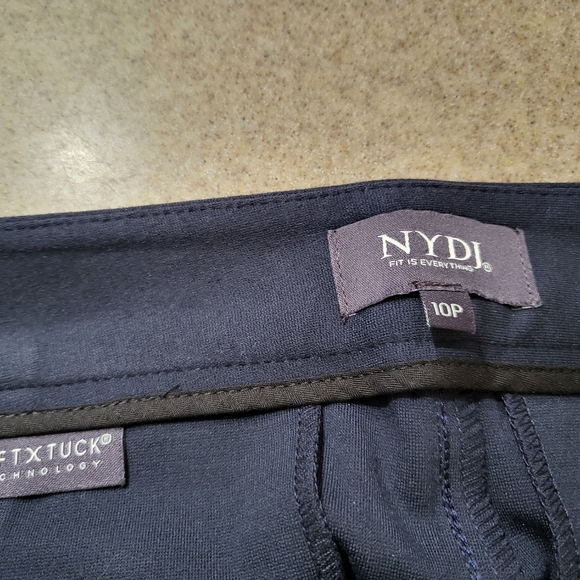 NYDJ®
FIT IS EVERYTHING
10P
FTXTUCK®
CHNOLOGY